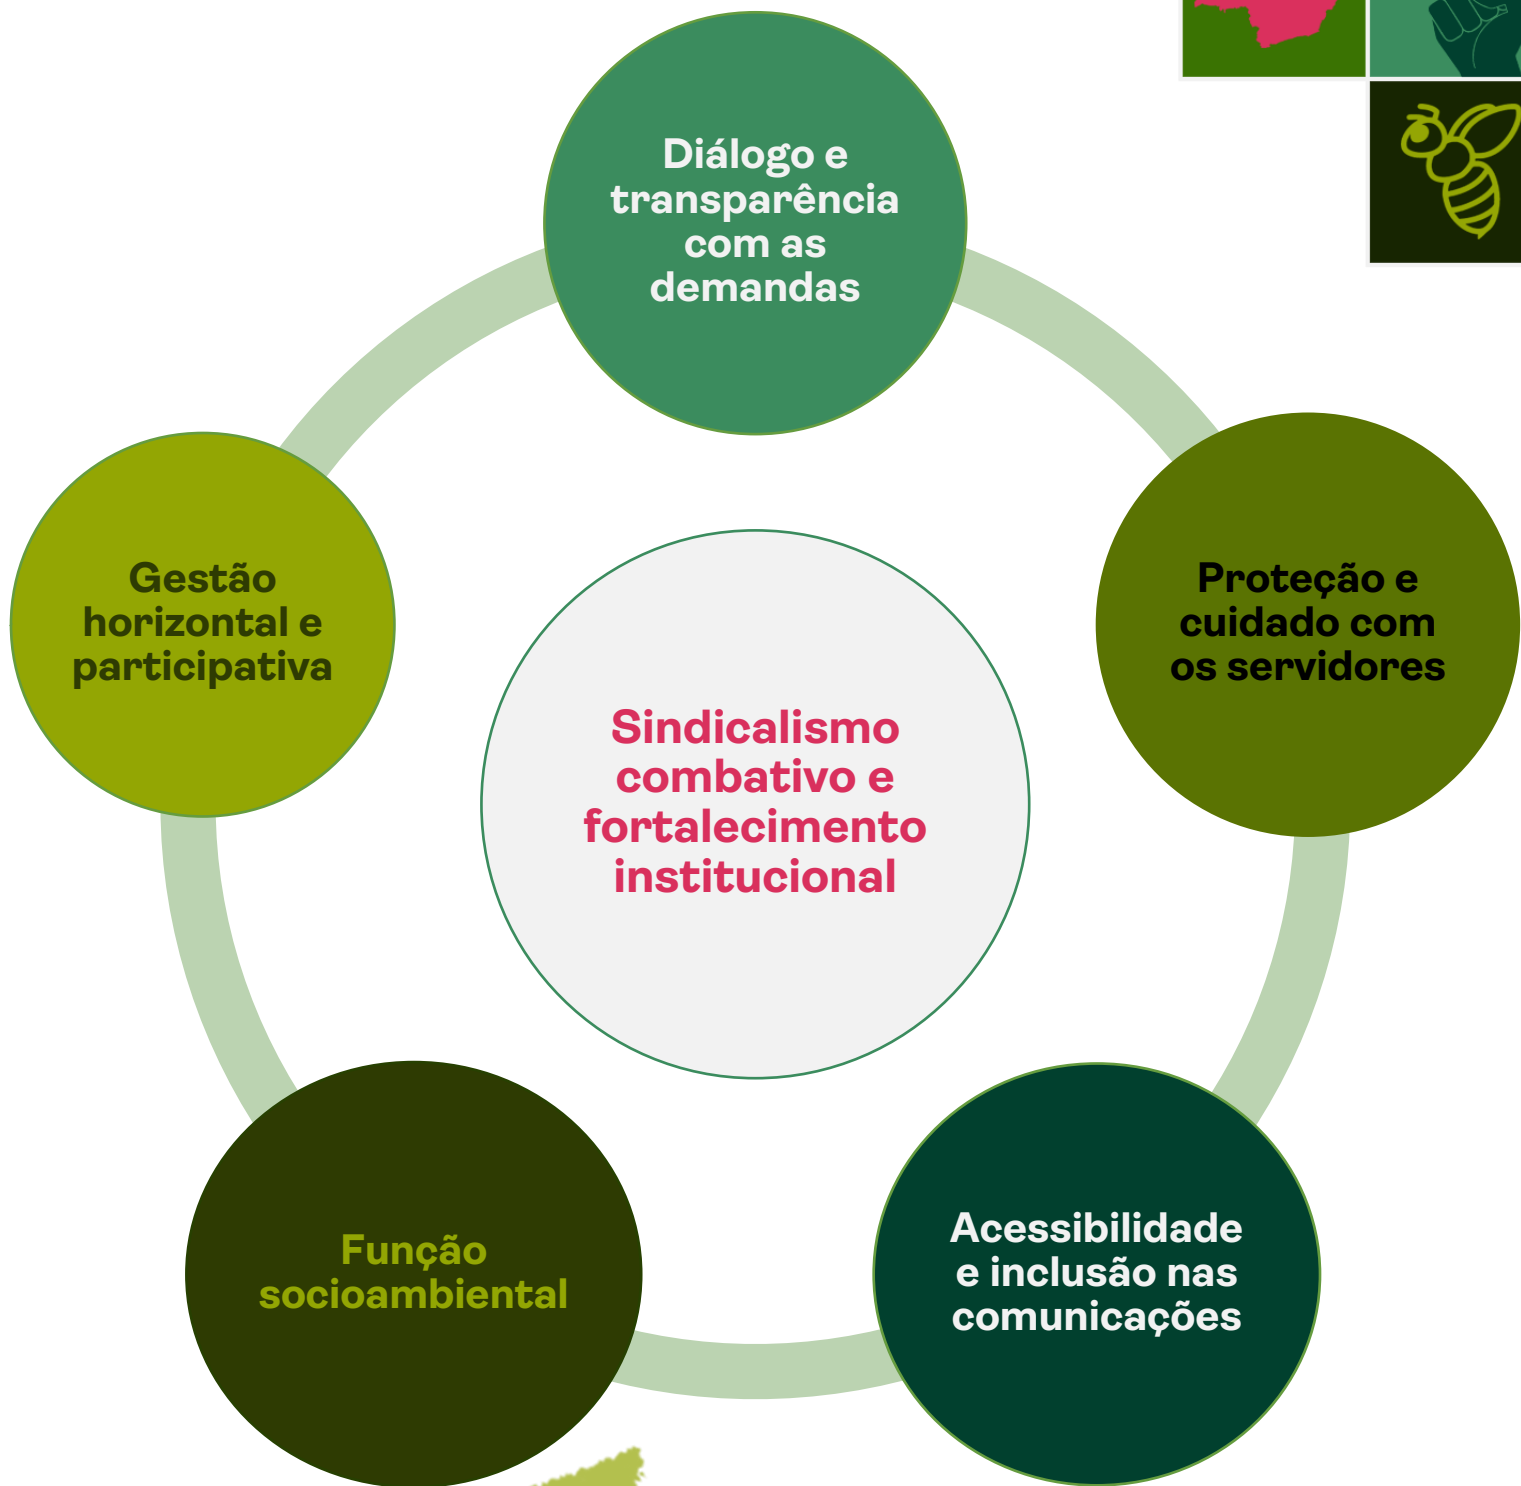 Diálogo e
transparência
com as
demandas
Proteção e
cuidado com
os servidores
Acessibilidade
e inclusão nas
comunicações
Função
socioambiental
Gestão
horizontal e
participativa
Sindicalismo
combativo e
fortalecimento
institucional